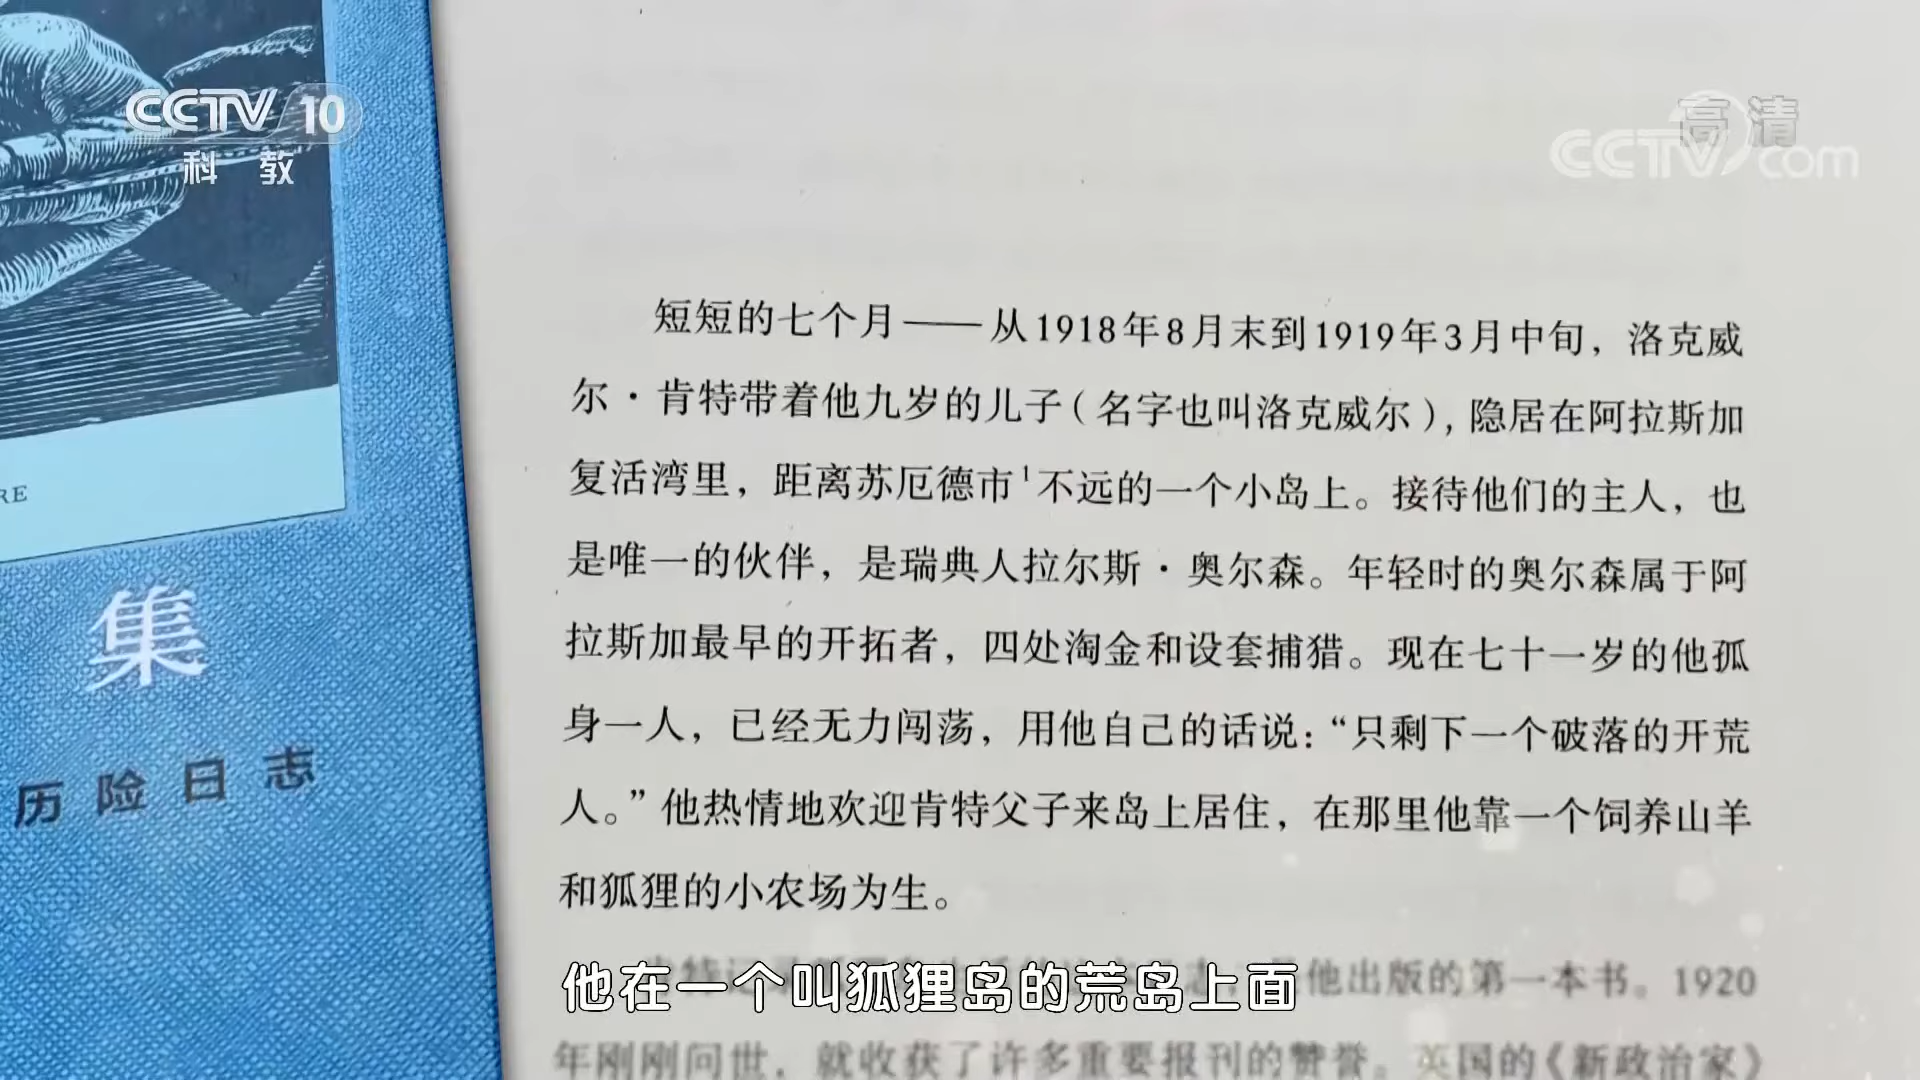 CCTV 10
科教
高清
CCTV.com
RE
集
历险日志
短短的七个月——从1918年8月末到1919年3月中旬，洛克威
尔·肯特带着他九岁的儿子（名字也叫洛克威尔），隐居在阿拉斯加
复活湾里，距离苏厄德市¹不远的一个小岛上。接待他们的主人，也
是唯一的伙伴，是瑞典人拉尔斯·奥尔森。年轻时的奥尔森属于阿
拉斯加最早的开拓者，四处淘金和设套捕猎。现在七十一岁的他孤
身一人，已经无力闯荡，用他自己的话说：“只剩下一个破落的开荒
人。”他热情地欢迎肯特父子来岛上居住，在那里他靠一个饲养山羊
和狐狸的小农场为生。
他出版的第一本书。1920
他在一个叫狐狸岛的荒岛上面
年刚刚问世，就收获了许多重要报刊的赞誉。英国的《新政治家》